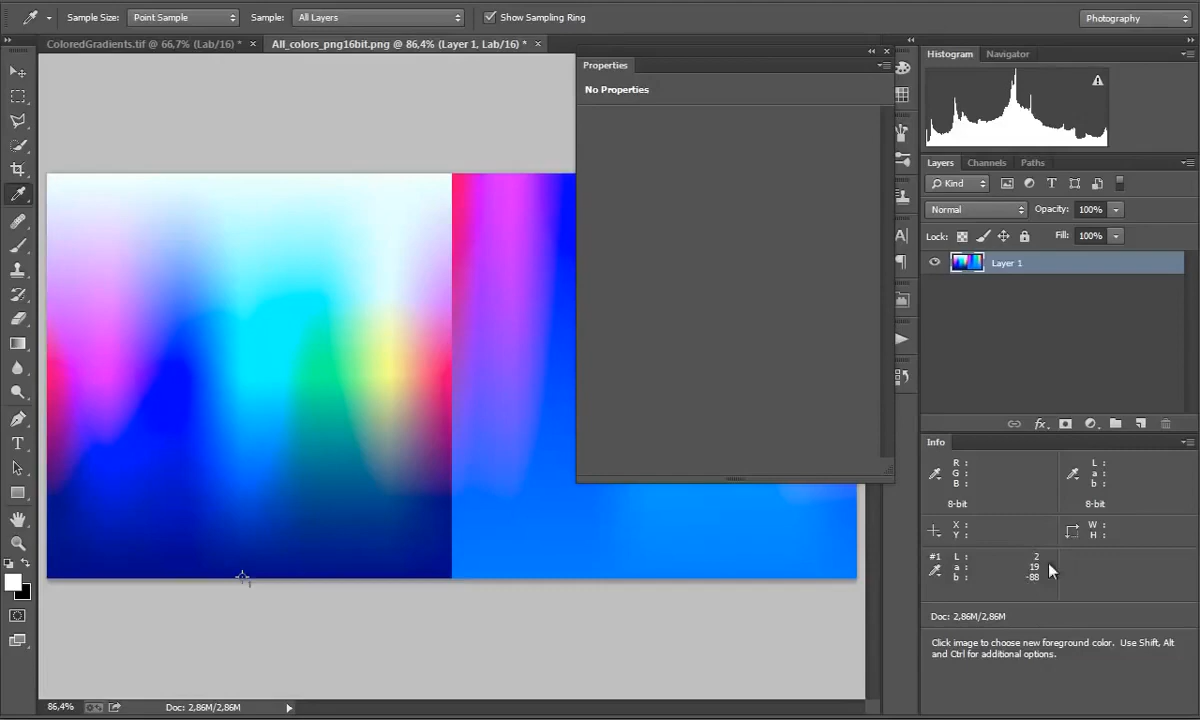 Sample Size: Point Sample Sample: All Layers Show Sampling Ring Photography
ColoredGradients.tif @ 66,7% (Lab/16) * × All_colors_png16bit.png @ 86,4% (Layer 1, Lab/16) * ×
Properties
No Properties
Histogram Navigator
Layers Channels Paths
Kind
Normal Opacity: 100%
Lock: Fill: 100%
Layer 1
fx
Info
R : L :
G : a :
B : b :
8-bit 8-bit
X : W :
Y : H :
#1 L : 2
a : 19
b : -88
Doc: 2,86M/2,86M
Click image to choose new foreground color. Use Shift, Alt
and Ctrl for additional options.
1
86,4% Doc: 2,86M/2,86M